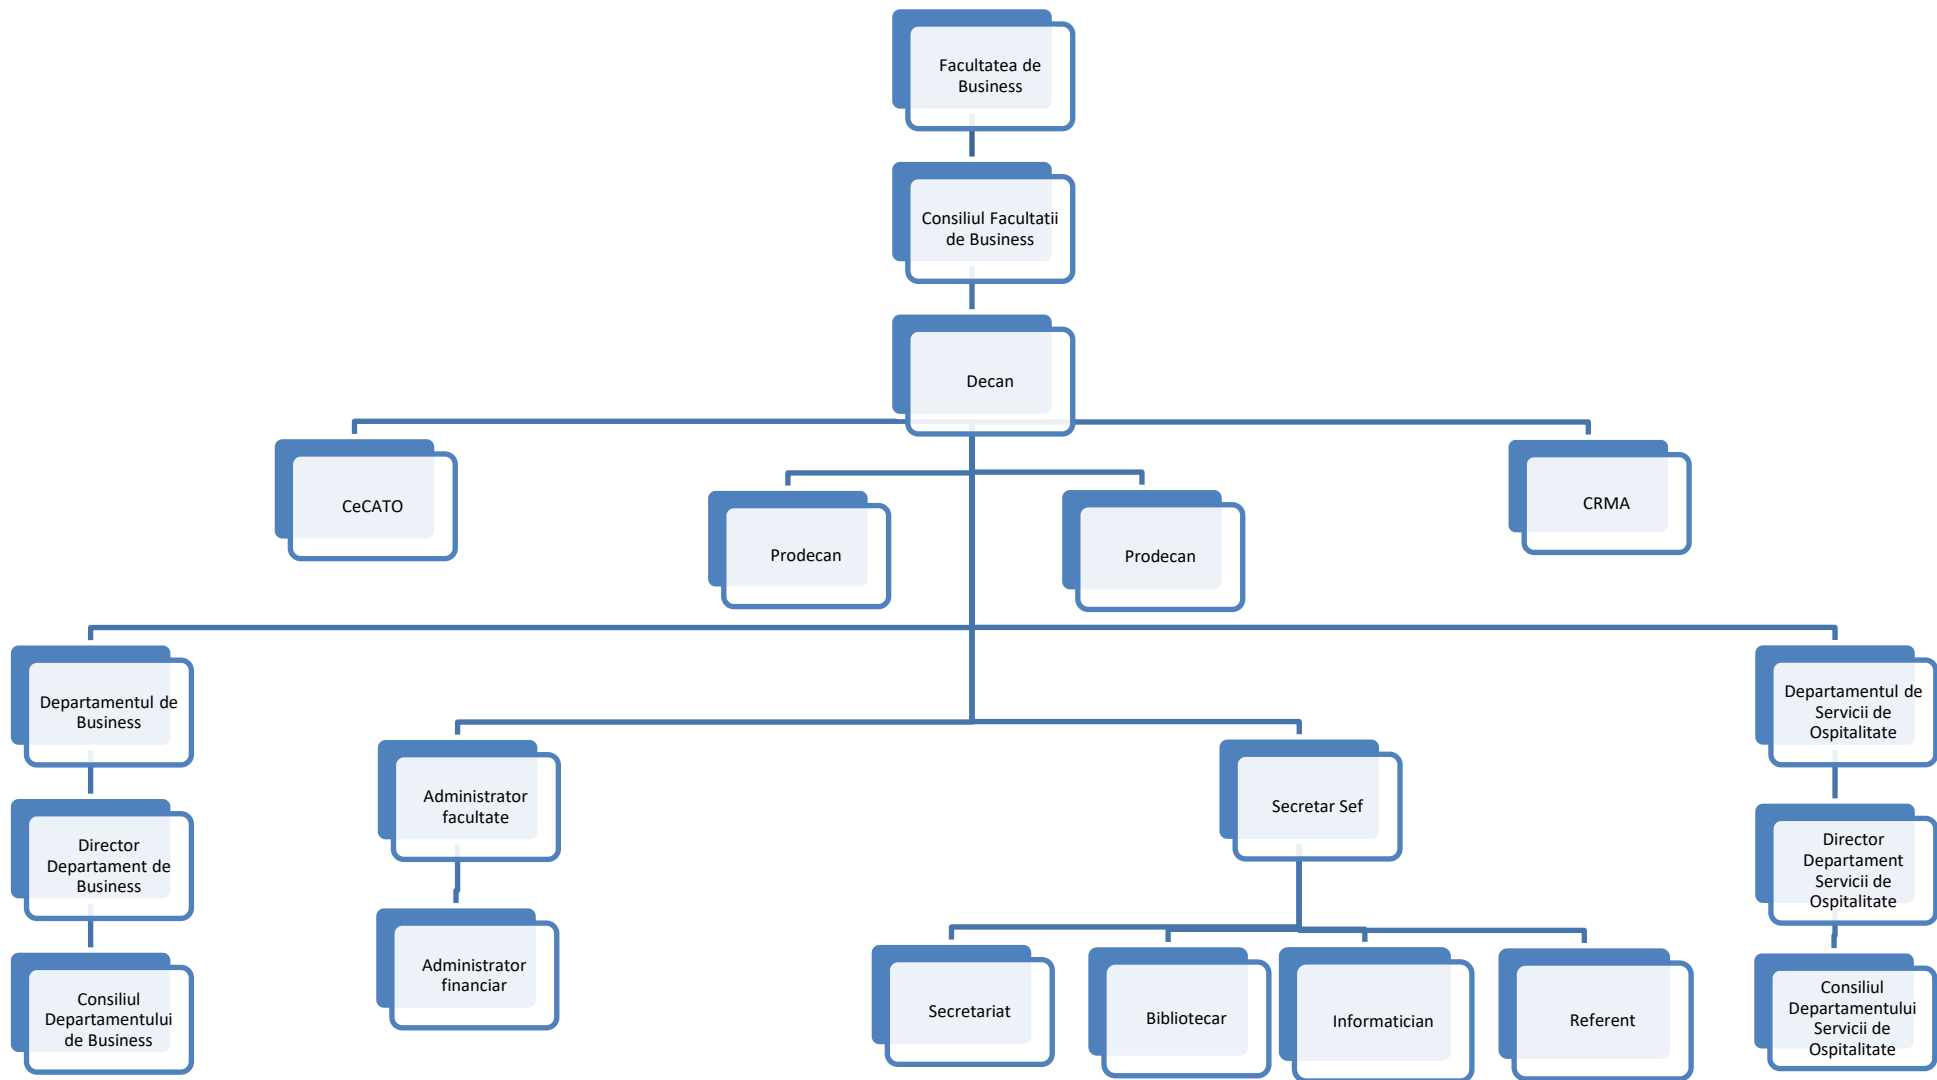 Facultatea de
Business
Consiliul Facultatii
de Business
Decan
CeCATO
Prodecan
Prodecan
CRMA
Departamentul de
Business
Director
Departament de
Business
Consiliul
Departamentului
de Business
Administrator
facultate
Administrator
financiar
Secretar Sef
Secretariat
Bibliotecar
Informatician
Referent
Departamentul de
Servicii de
Ospitalitate
Director
Departament
Servicii de
Ospitalitate
Consiliul
Departamentului
Servicii de
Ospitalitate